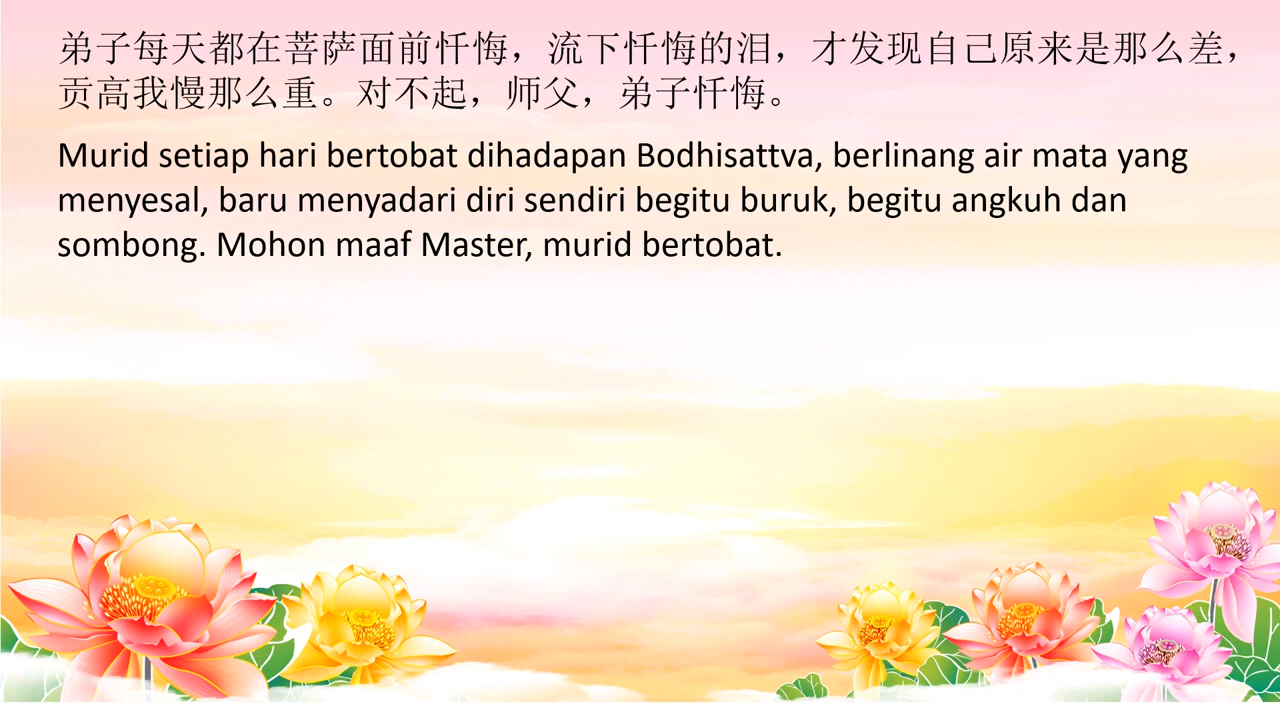 弟子每天都在菩萨面前忏悔，流下忏悔的泪，才发现自己原来是那么差，
贡高我慢那么重。对不起，师父，弟子忏悔。
Murid setiap hari bertobat dihadapan Bodhisattva, berlinang air mata yang
menyesal, baru menyadari diri sendiri begitu buruk, begitu angkuh dan
sombong. Mohon maaf Master, murid bertobat.